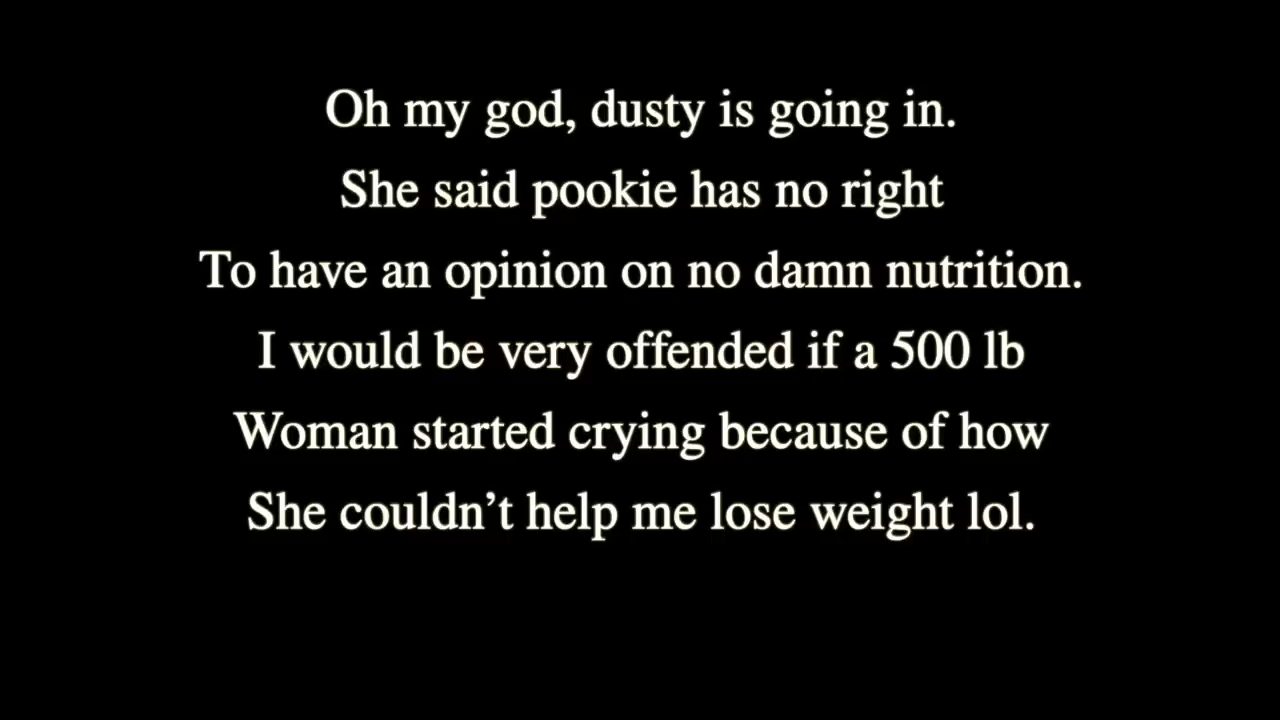 Oh my god, dusty is going in.
She said pookie has no right
To have an opinion on no damn nutrition.
I would be very offended if a 500 lb
Woman started crying because of how
She couldn’t help me lose weight lol.